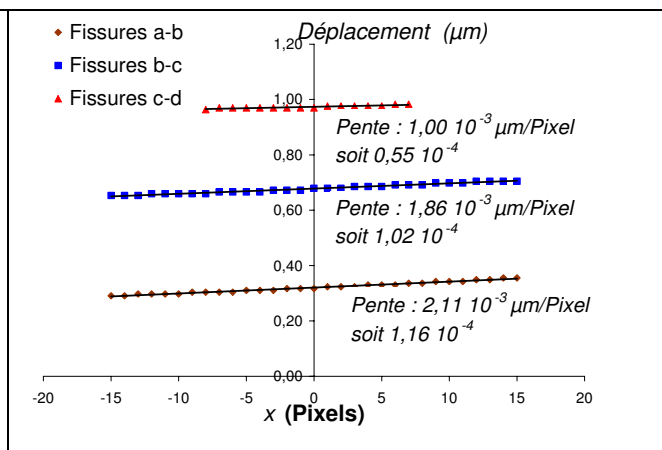 Fissures a-b
Fissures b-c
Fissures c-d
Déplacement (µm)
1,20
1,00
Pente : 1,00 10⁻³ µm/Pixel
soit 0,55 10⁻⁴
0,80
0,60
Pente : 1,86 10⁻³ µm/Pixel
soit 1,02 10⁻⁴
0,40
Pente : 2,11 10⁻³ µm/Pixel
soit 1,16 10⁻⁴
0,20
0,00
-20 -15 -10 -5 0 5 10 15 20
x (Pixels)